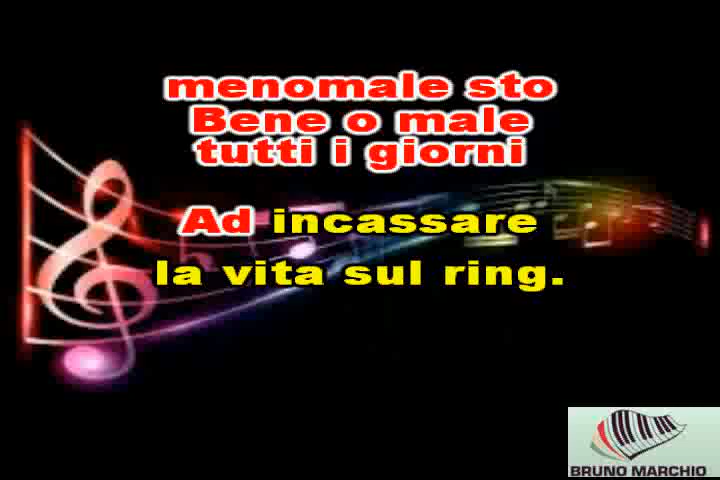 menomale sto
Bene o male
tutti i giorni
Ad incassare
la vita sul ring.
BRUNO MARCHIO